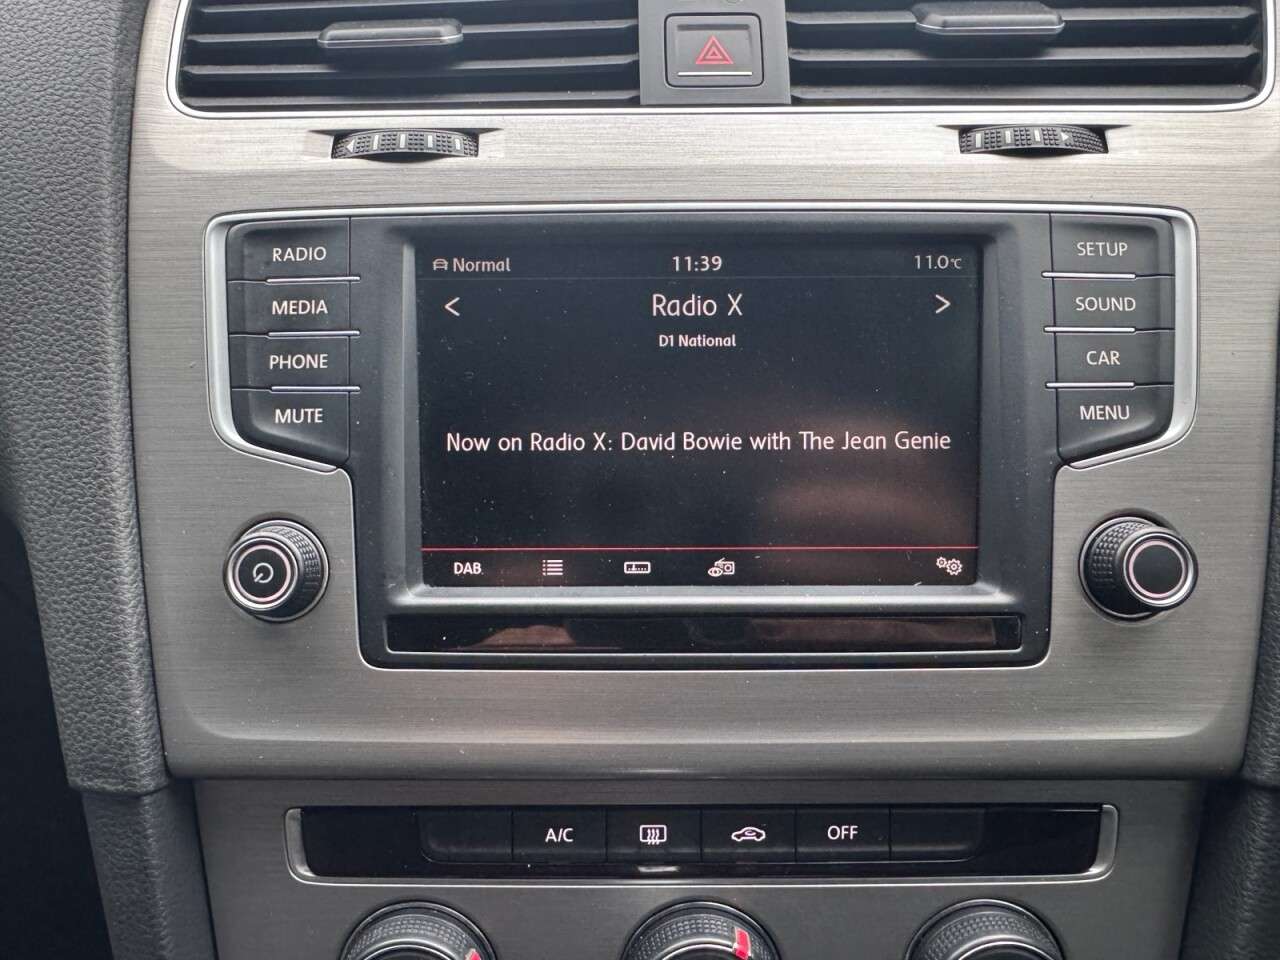 RADIO
MEDIA
PHONE
MUTE
Normal 11:39 11.0°C
< Radio X >
D1 National
Now on Radio X: David Bowie with The Jean Genie
DAB
SETUP
SOUND
CAR
MENU
A/C
OFF